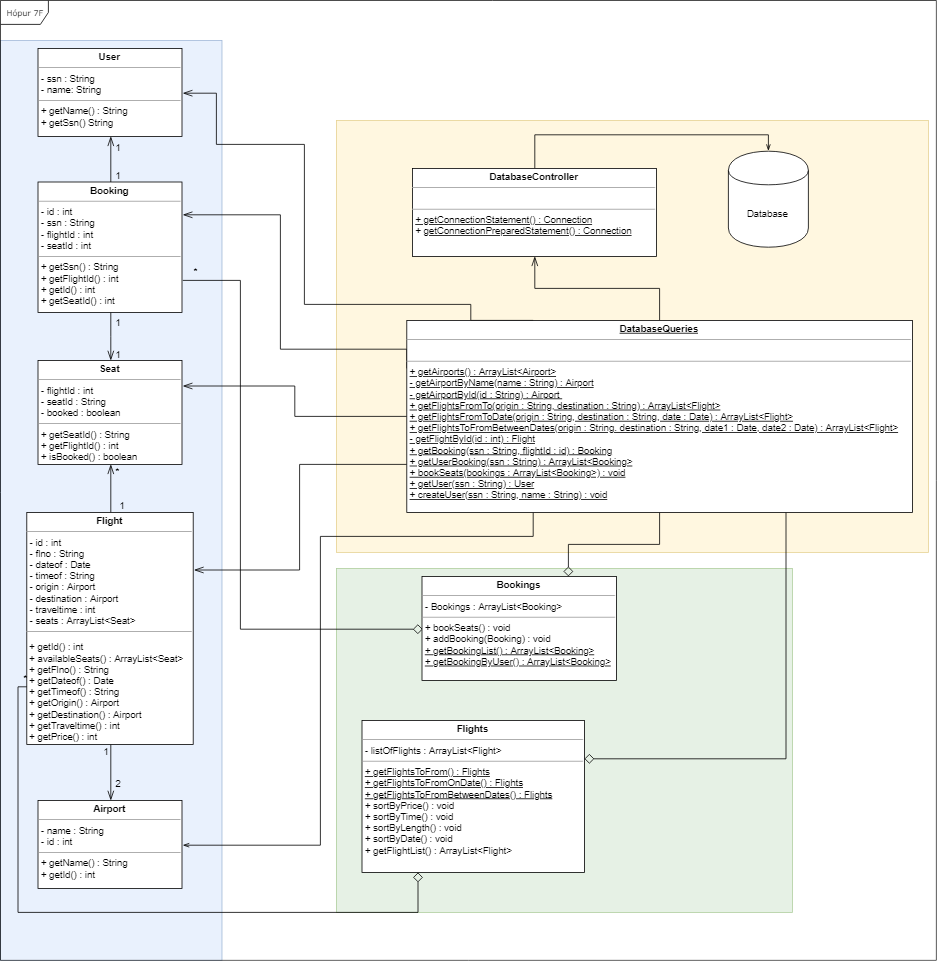 Hópur 7F
User
- ssn : String
- name: String
+ getName() : String
+ getSsn() String
1
1
Booking
- id : int
- ssn : String
- flightId : int
- seatId : int
+ getSsn() : String
+ getFlightId() : int
+ getId() : int
+ getSeatId() : int
*
1
1
Seat
- flightId : int
- seatId : String
- booked : boolean
+ getSeatId() : String
+ getFlightId() : int
+ isBooked() : boolean
*
1
Flight
- id : int
- flno : String
- dateof : Date
- timeof : String
- origin : Airport
- destination : Airport
- traveltime : int
- seats : ArrayList<Seat>
+ getId() : int
+ availableSeats() : ArrayList<Seat>
+ getFlno() : String
+ getDateof() : Date
+ getTimeof() : String
+ getOrigin() : Airport
+ getDestination() : Airport
+ getTraveltime() : int
+ getPrice() : int
*
1
2
Airport
- name : String
- id : int
+ getName() : String
+ getId() : int
DatabaseController
+ getConnectionStatement() : Connection
+ getConnectionPreparedStatement() : Connection
Database
DatabaseQueries
+ getAirports() : ArrayList<Airport>
- getAirportByName(name : String) : Airport
- getAirportById(id : String) : Airport
+ getFlightsFromTo(origin : String, destination : String) : ArrayList<Flight>
+ getFlightsFromToDate(origin : String, destination : String, date : Date) : ArrayList<Flight>
+ getFlightsToFromBetweenDates(origin : String, destination : String, date1 : Date, date2 : Date) : ArrayList<Flight>
- getFlightById(id : int) : Flight
+ getBooking(ssn : String, flightId : id) : Booking
+ getUserBooking(ssn : String) : ArrayList<Booking>
+ bookSeats(bookings : ArrayList<Booking>) : void
+ getUser(ssn : String) : User
+ createUser(ssn : String, name : String) : void
Bookings
- Bookings : ArrayList<Booking>
+ bookSeats() : void
+ addBooking(Booking) : void
+ getBookingList() : ArrayList<Booking>
+ getBookingByUser() : ArrayList<Booking>
Flights
- listOfFlights : ArrayList<Flight>
+ getFlightsToFrom() : Flights
+ getFlightsToFromOnDate() : Flights
+ getFlightsToFromBetweenDates() : Flights
+ sortByPrice() : void
+ sortByTime() : void
+ sortByLength() : void
+ sortByDate() : void
+ getFlightList() : ArrayList<Flight>